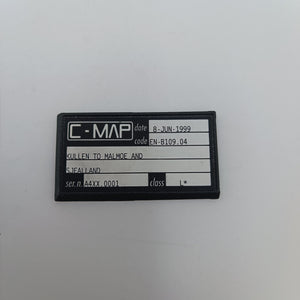 C-MAP date 8-JUN-1999
code EN-B109.04
KULLEN TO MALMOE AND
SJEALLAND
ser.n. A4XX.0001 class L*